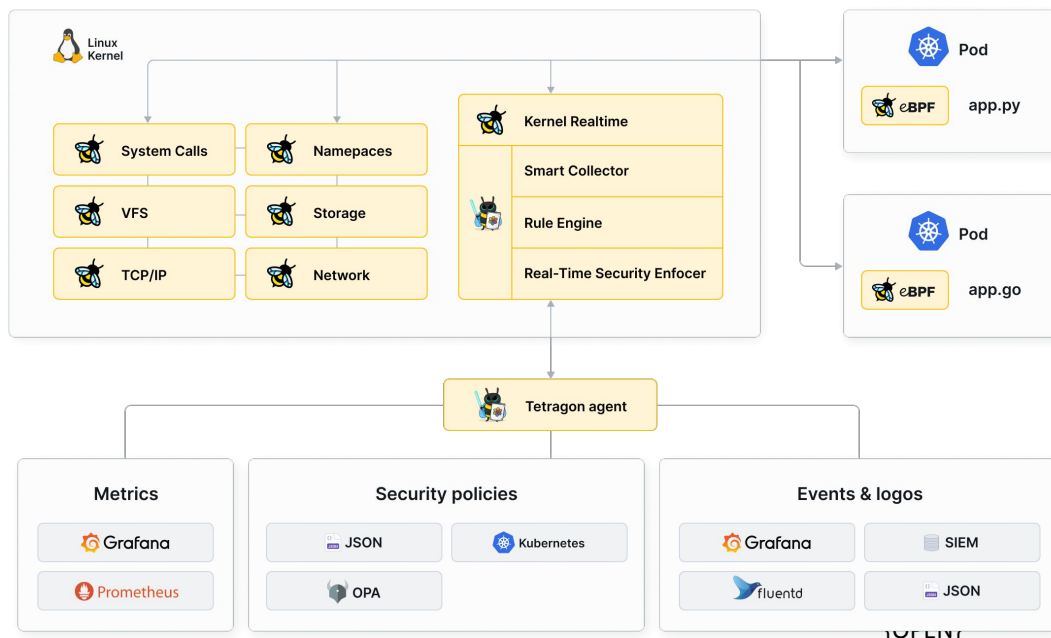 Linux
Kernel
System Calls
Namepaces
VFS
Storage
TCP/IP
Network
Kernel Realtime
Smart Collector
Rule Engine
Real-Time Security Enfocer
Pod
eBPF
app.py
Pod
eBPF
app.go
Tetragon agent
Metrics
Grafana
Prometheus
Security policies
JSON
Kubernetes
OPA
Events & logos
Grafana
SIEM
fluentd
JSON